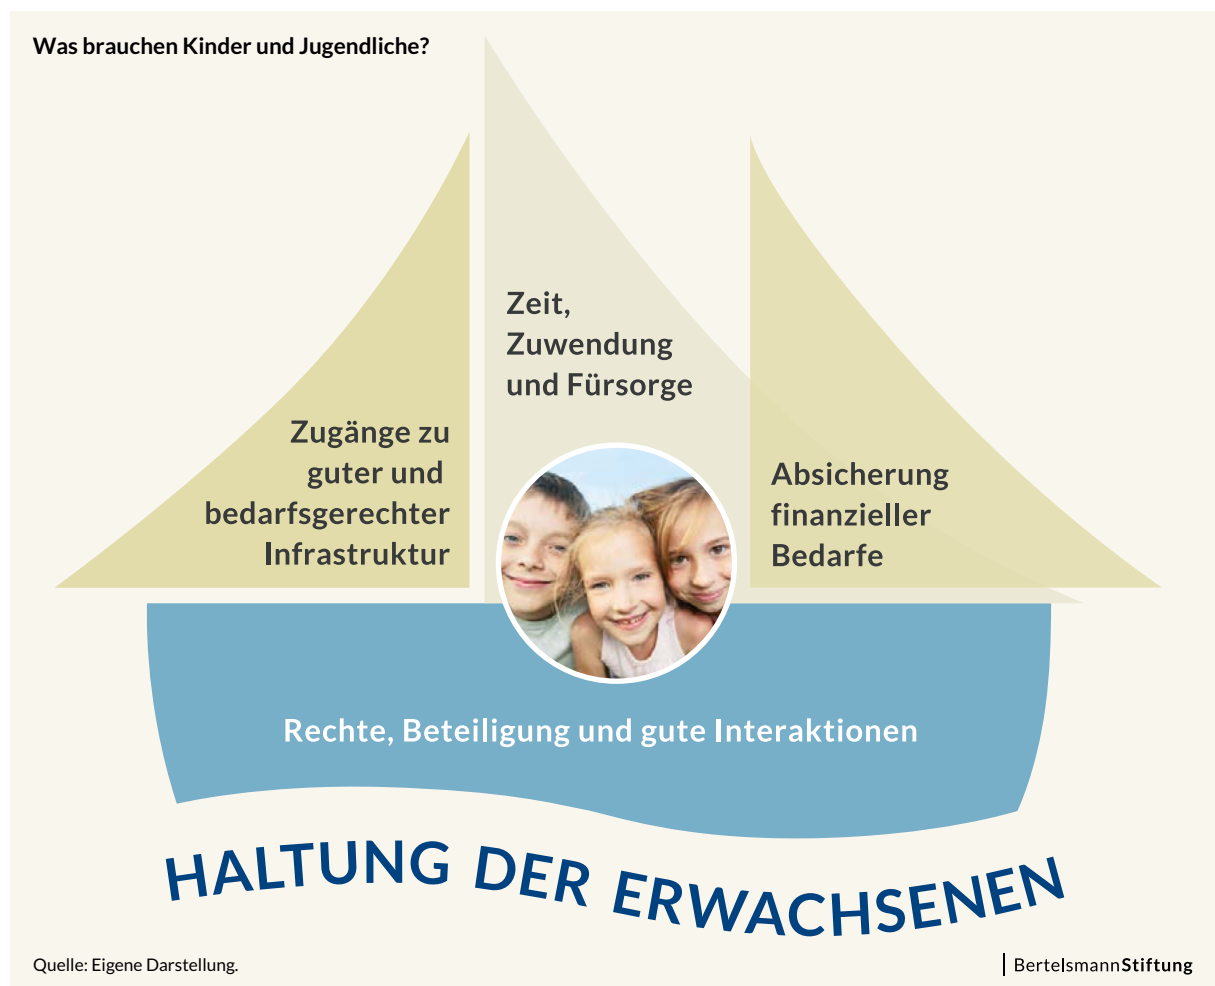 Was brauchen Kinder und Jugendliche?
Zeit,
Zuwendung
und Fürsorge
Zugänge zu
guter und
bedarfsgerechter
Infrastruktur
Absicherung
finanzieller
Bedarfe
Rechte, Beteiligung und gute Interaktionen
HALTUNG DER ERWACHSENEN
Quelle: Eigene Darstellung.
BertelsmannStiftung